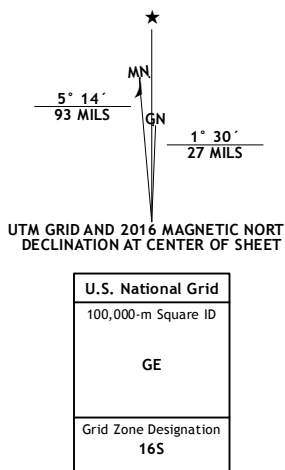 MN
GN
5° 14´
93 MILS
1° 30´
27 MILS
UTM GRID AND 2016 MAGNETIC NORT
DECLINATION AT CENTER OF SHEET
U.S. National Grid
100,000-m Square ID
GE
Grid Zone Designation
16S